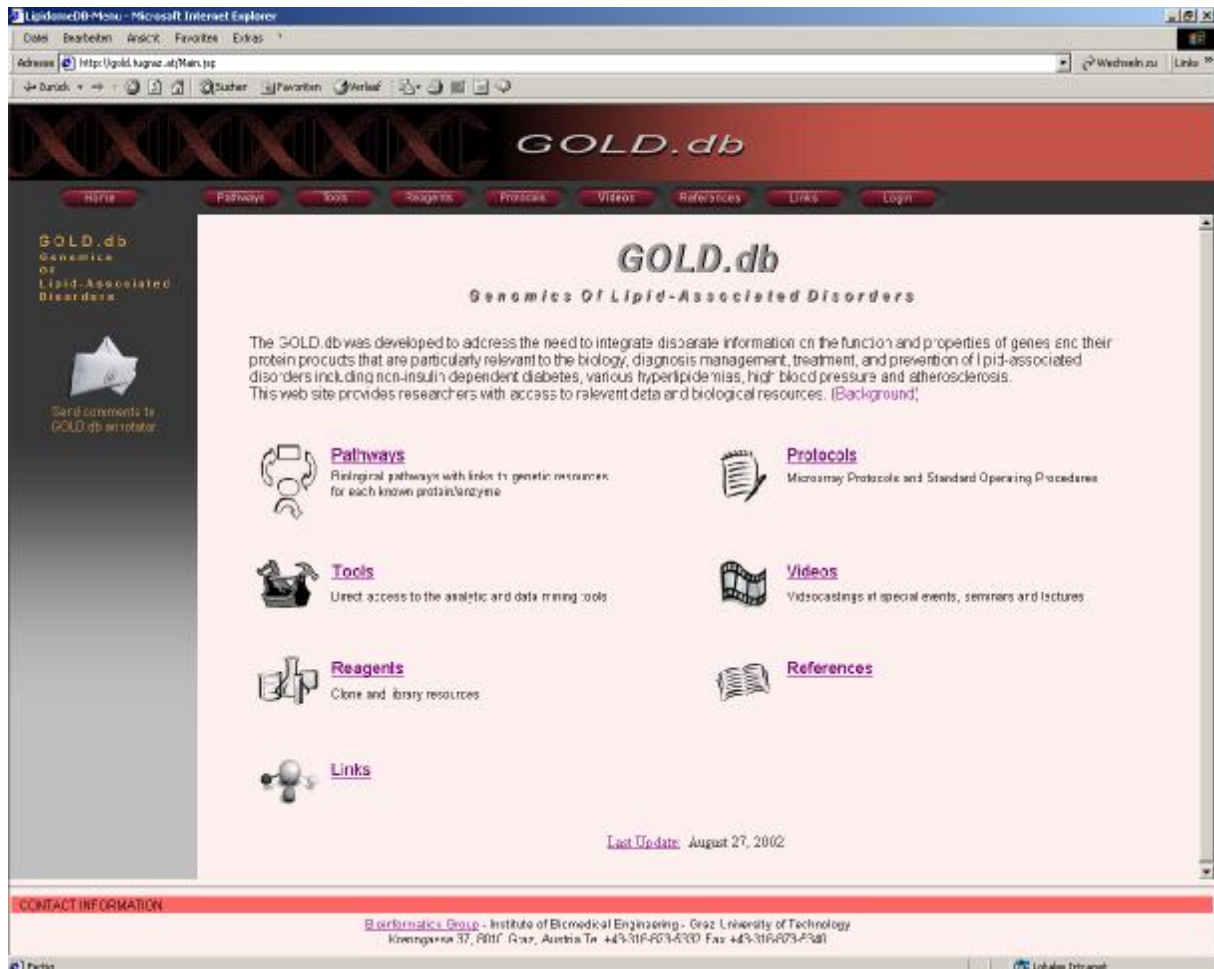 LipidomeDB-Menu - Microsoft Internet Explorer
Datei Bearbeiten Ansicht Favoriten Extras ?
Adresse http://gold.tugraz.at/Main.jsp Wechseln zu Links »
Zurück Suchen Favoriten Verlauf
GOLD.db
Home Pathways Tools Reagents Protocols Videos References Links Login
GOLD.db
Genomics
Of
Lipid-Associated
Disorders
Send comments to
GOLD.db annotator
GOLD.db
Genomics Of Lipid-Associated Disorders
The GOLD.db was developed to address the need to integrate disparate information on the function and properties of genes and their
protein products that are particularly relevant to the biology, diagnosis management, treatment, and prevention of lipid-associated
disorders including non-insulin dependent diabetes, various hyperlipidemias, high blood pressure and atherosclerosis.
This web site provides researchers with access to relevant data and biological resources. (Background)
Pathways
Biological pathways with links to genetic resources
for each known protein/enzyme
Protocols
Microarray Protocols and Standard Operating Procedures
Tools
Direct access to the analytic and data mining tools
Videos
Videocastings of special events, seminars and lectures
Reagents
Clone and library resources
References
Links
Last Update: August 27, 2002
CONTACT INFORMATION
Bioinformatics Group - Institute of Biomedical Engineering - Graz University of Technology
37, 8010 Graz, Austria Tel. Fax
Fertig Lokales Intranet